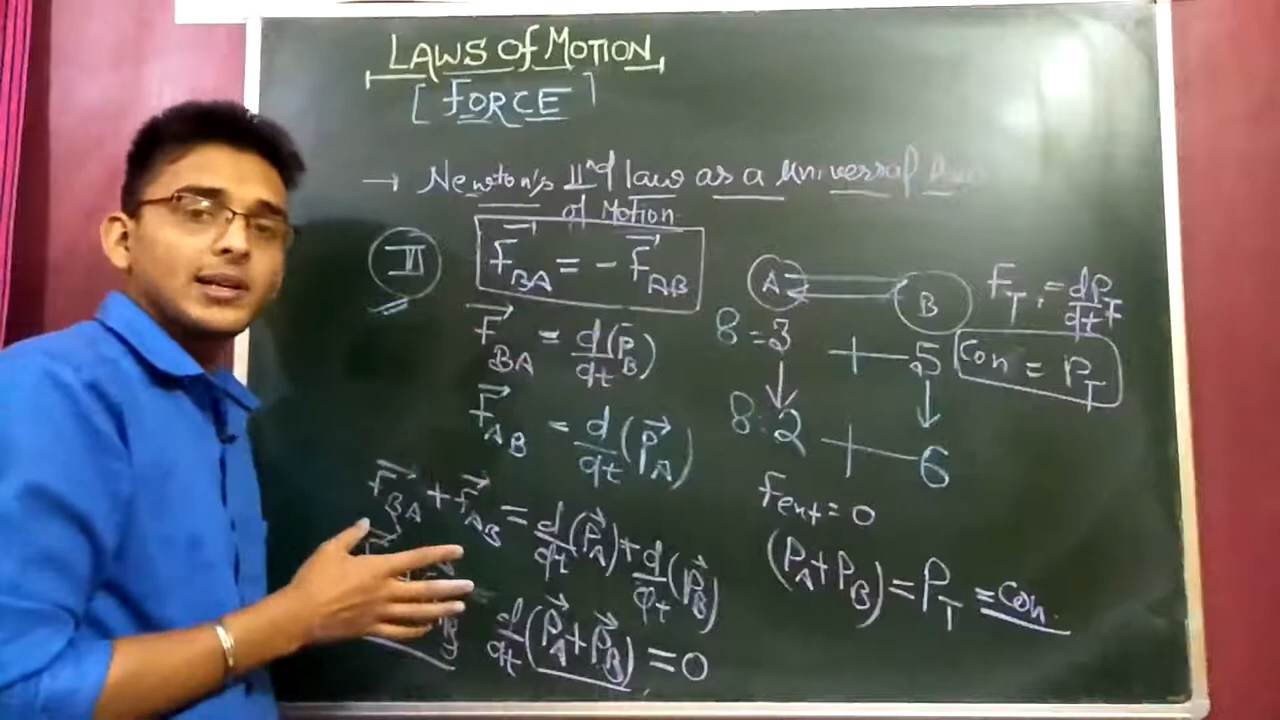 LAWS of MOTION
[ FORCE ]
→ Newton's IInd law as a universal
of Motion
III
F⃗BA = - F⃗AB
F⃗BA = d/dt(P⃗B)
F⃗AB = d/dt(P⃗A)
F⃗BA + F⃗AB = d/dt(P⃗A) + d/dt(P⃗B)
d/dt(P⃗A + P⃗B) = 0
A B
8 = 3 + 5
8 : 2 + 6
Fext = 0
(PA + PB) = PT = Con.
FT = dPT/dt
Con = PT